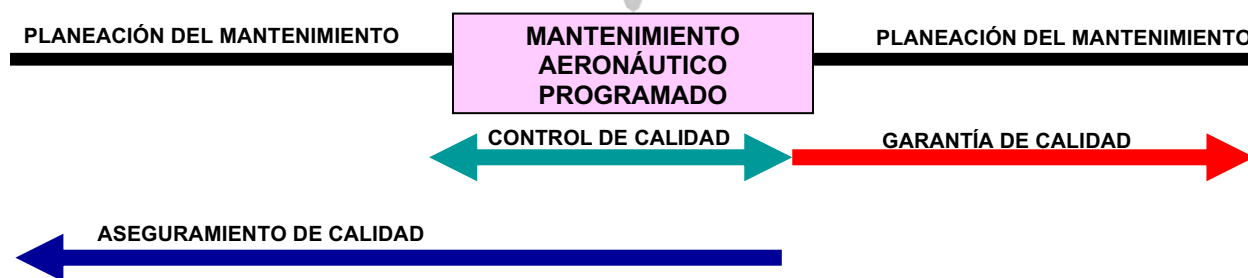 PLANEACIÓN DEL MANTENIMIENTO
MANTENIMIENTO
AERONÁUTICO
PROGRAMADO
PLANEACIÓN DEL MANTENIMIENTO
CONTROL DE CALIDAD
GARANTÍA DE CALIDAD
ASEGURAMIENTO DE CALIDAD